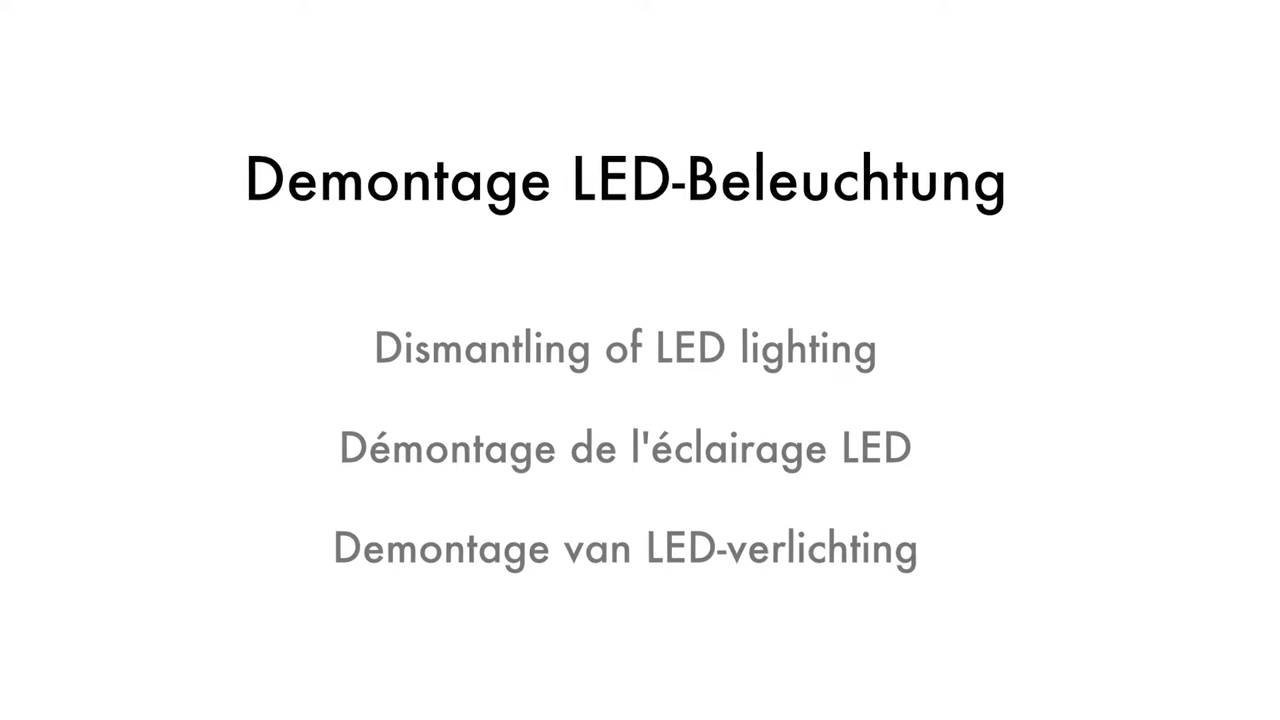 Demontage LED-Beleuchtung
Dismantling of LED lighting
Démontage de l'éclairage LED
Demontage van LED-verlichting